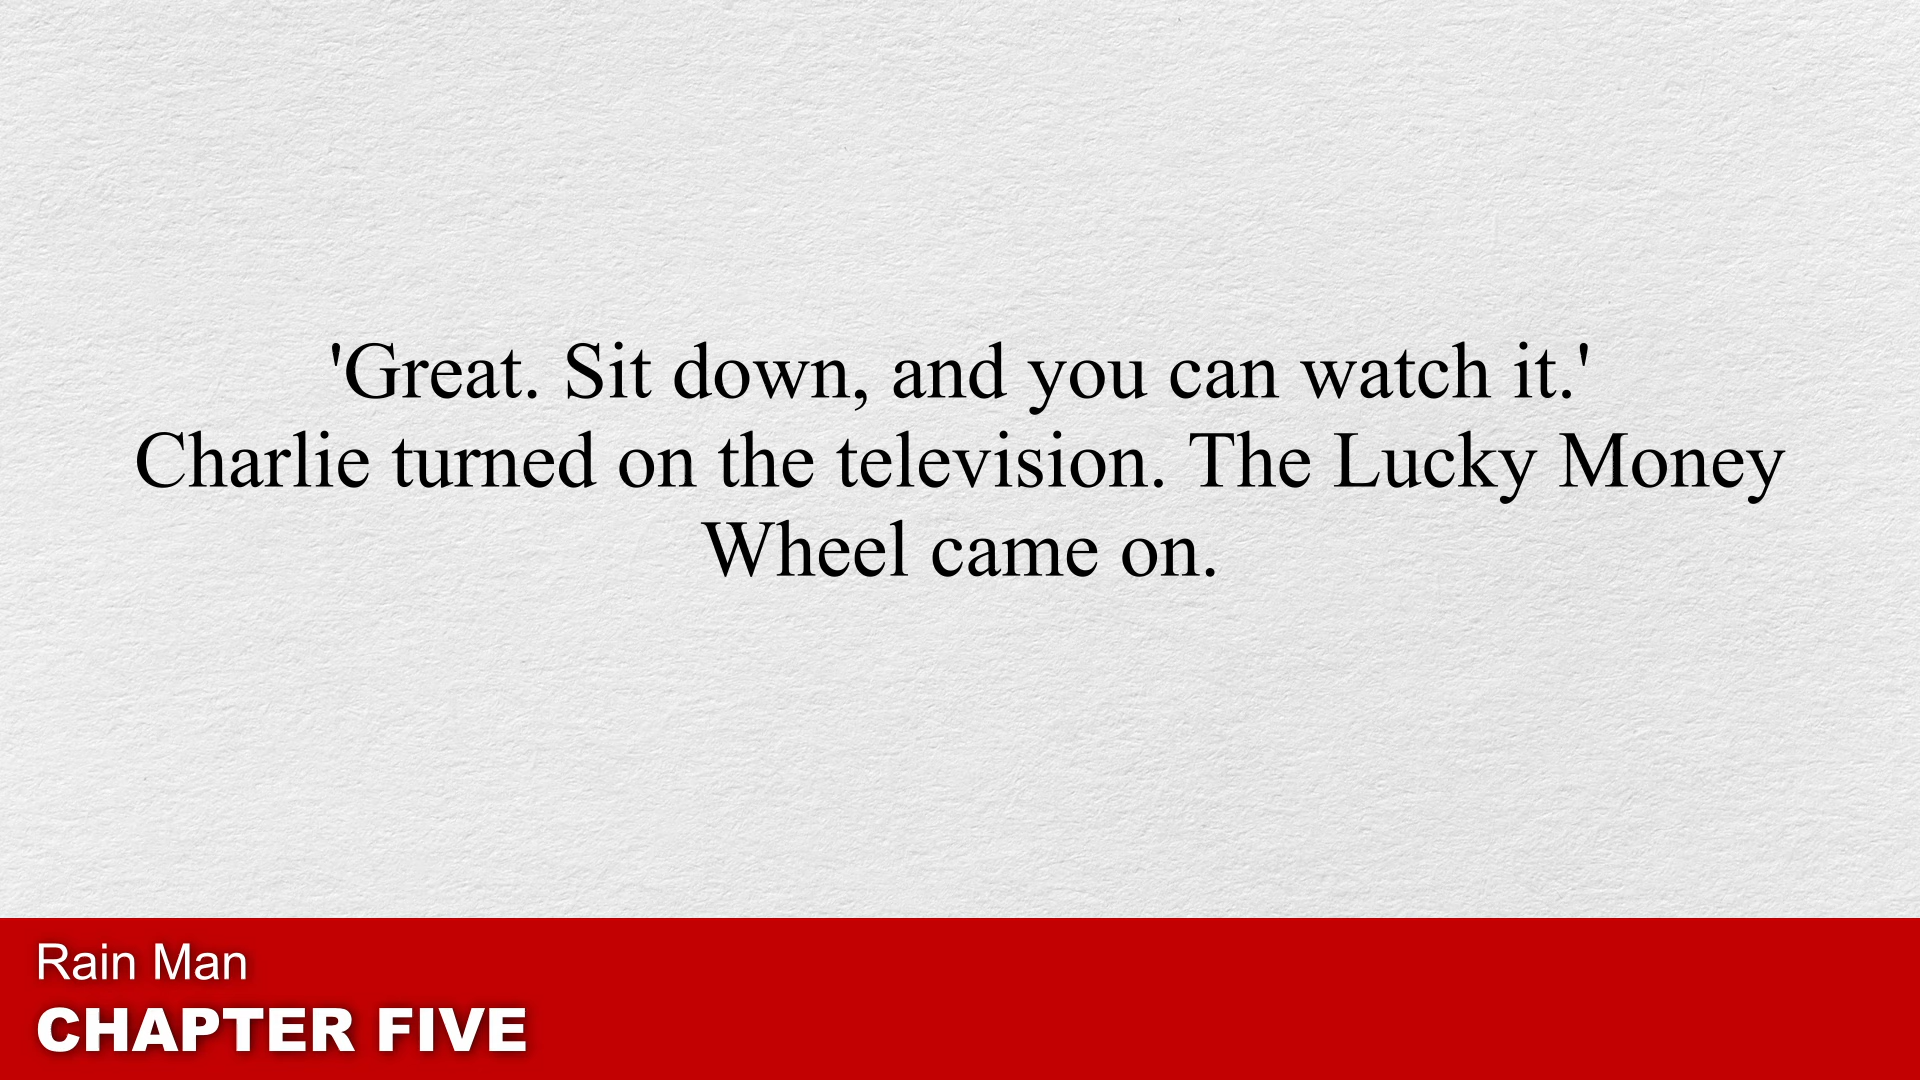 'Great. Sit down, and you can watch it.'
Charlie turned on the television. The Lucky Money
Wheel came on.
Rain Man
CHAPTER FIVE